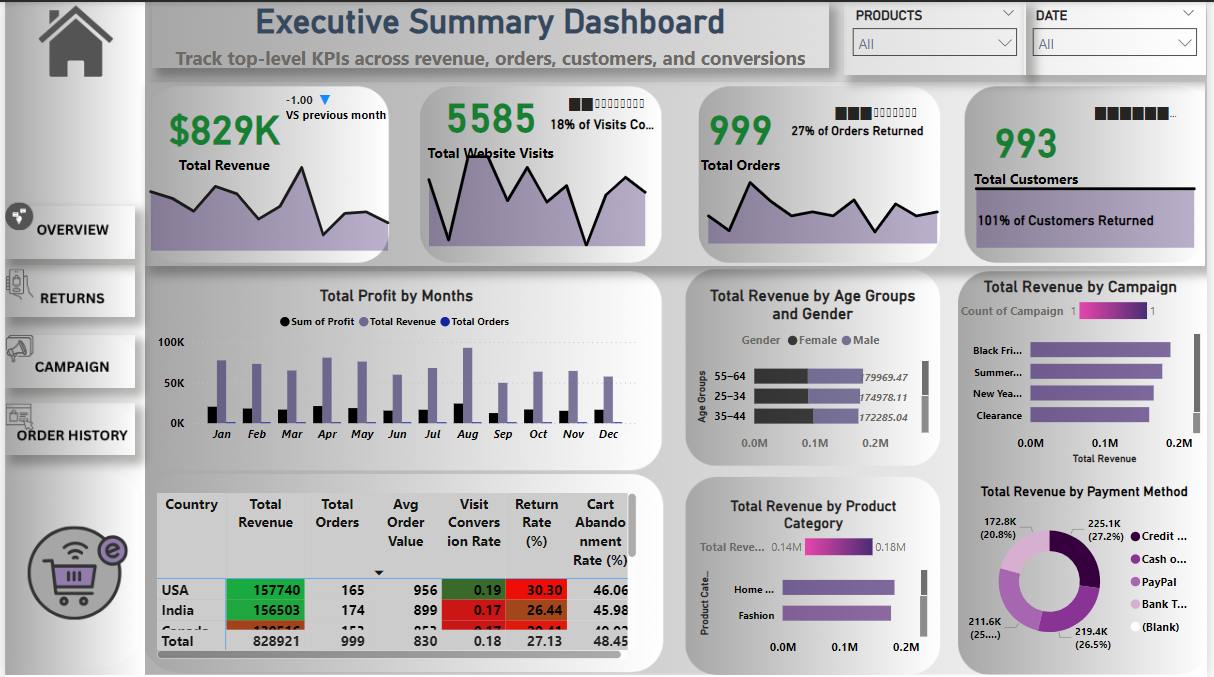 Executive Summary Dashboard
Track top-level KPIs across revenue, orders, customers, and conversions
PRODUCTS
All
DATE
All
OVERVIEW
RETURNS
CAMPAIGN
ORDER HISTORY
e
-1.00
VS previous month
$829K
Total Revenue
5585
18% of Visits Co...
Total Website Visits
999
27% of Orders Returned
Total Orders
...
993
Total Customers
101% of Customers Returned
Total Profit by Months
Sum of Profit Total Revenue Total Orders
100K
50K
0K
Jan Feb Mar Apr May Jun Jul Aug Sep Oct Nov Dec
Total Revenue by Age Groups
and Gender
Gender Female Male
Age Groups
55–64 179969.47
25–34 174978.11
35–44 172285.04
0.0M 0.1M 0.2M
Total Revenue by Campaign
Count of Campaign 1 1
Black Fri...
Summer...
New Yea...
Clearance
0.0M 0.1M 0.2M
Total Revenue
Country Total Revenue Total Orders Avg Order Value Visit Convers ion Rate Return Rate (%) Cart Abando nment Rate (%)
USA 157740 165 956 0.19 30.30 46.06
India 156503 174 899 0.17 26.44 45.98
Total 828921 999 830 0.18 27.13 48.45
Total Revenue by Product
Category
Total Reve... 0.14M 0.18M
Product Cate...
Home ...
Fashion
0.0M 0.1M 0.2M
Total Revenue by Payment Method
172.8K
(20.8%)
225.1K
(27.2%)
219.4K
(26.5%)
211.6K
(25....)
Credit ...
Cash o...
PayPal
Bank T...
(Blank)